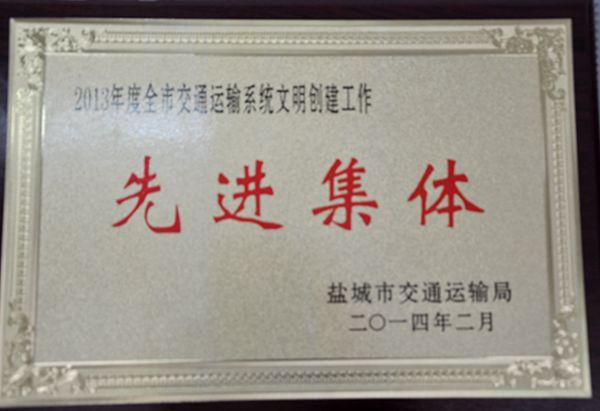 2013年度全市交通运输系统文明创建工作
先进集体
盐城市交通运输局
二〇一四年二月